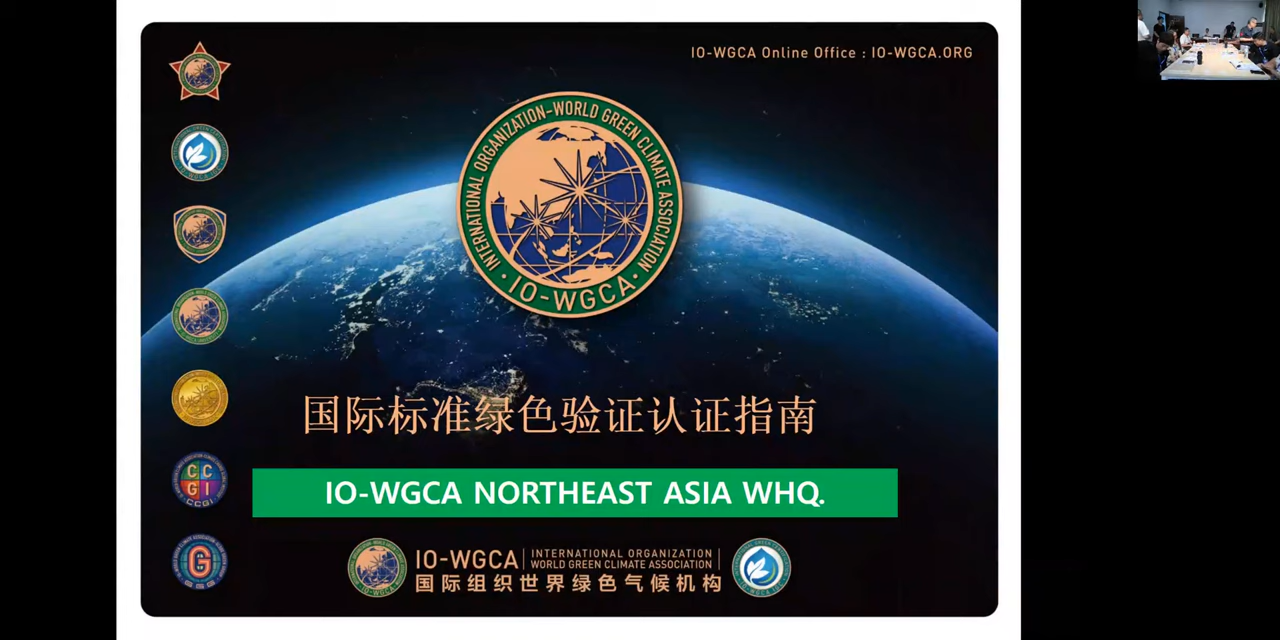 IO-WGCA Online Office : IO-WGCA.ORG
INTERNATIONAL ORGANIZATION-WORLD GREEN CLIMATE ASSOCIATION
·IO-WGCA·
国际标准绿色验证认证指南
IO-WGCA NORTHEAST ASIA WHQ.
CCGI
CCGI
G
IO-WGCA
INTERNATIONAL ORGANIZATION
WORLD GREEN CLIMATE ASSOCIATION
国际组织世界绿色气候机构